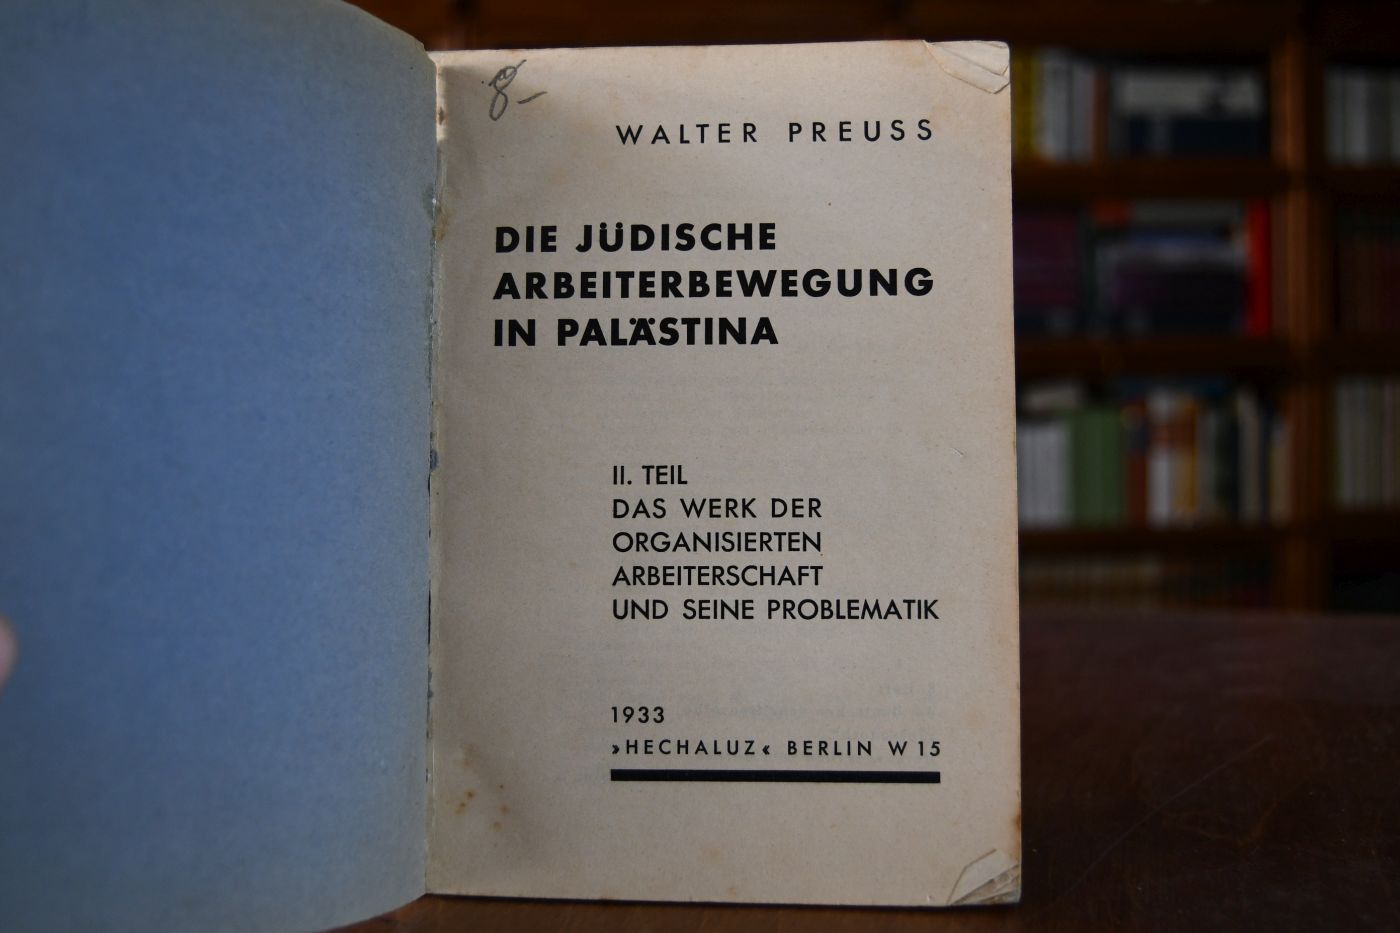 8-
WALTER PREUSS
DIE JÜDISCHE
ARBEITERBEWEGUNG
IN PALÄSTINA
II. TEIL
DAS WERK DER
ORGANISIERTEN
ARBEITERSCHAFT
UND SEINE PROBLEMATIK
1933
»HECHALUZ« BERLIN W 15